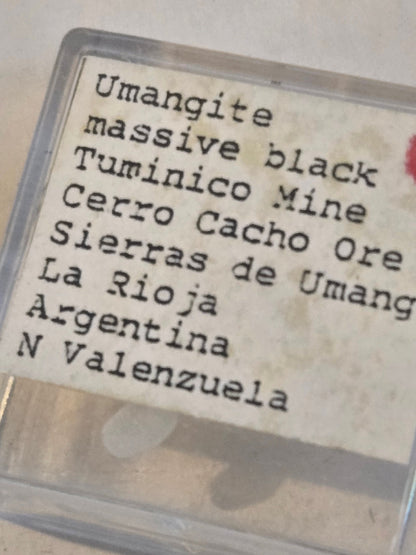 Umangite
massive black
Tuminico Mine
Cerro Cacho Ore
Sierras de Umang
La Rioja
Argentina
N Valenzuela